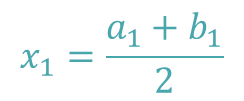 x₁ = (a₁ + b₁) / 2